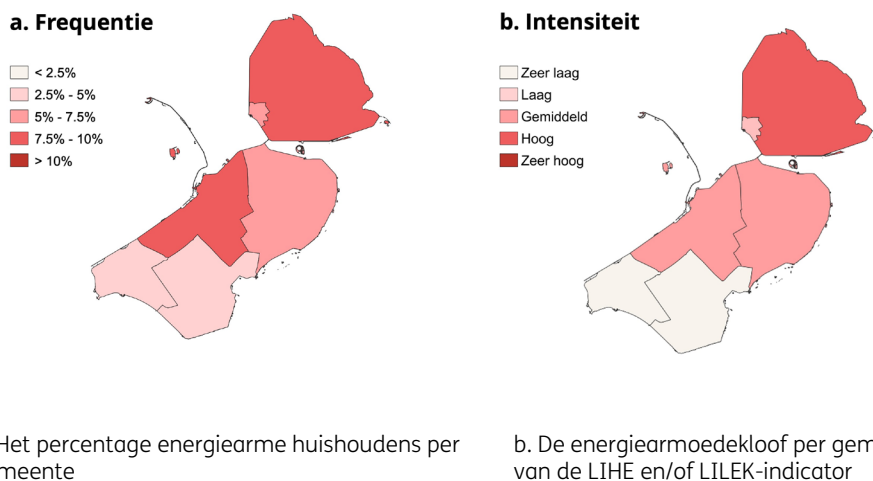 a. Frequentie
< 2.5%
2.5% - 5%
5% - 7.5%
7.5% - 10%
> 10%
b. Intensiteit
Zeer laag
Laag
Gemiddeld
Hoog
Zeer hoog
Het percentage energiearme huishoudens per
meente
b. De energiearmoedekloof per gem
van de LIHE en/of LILEK-indicator